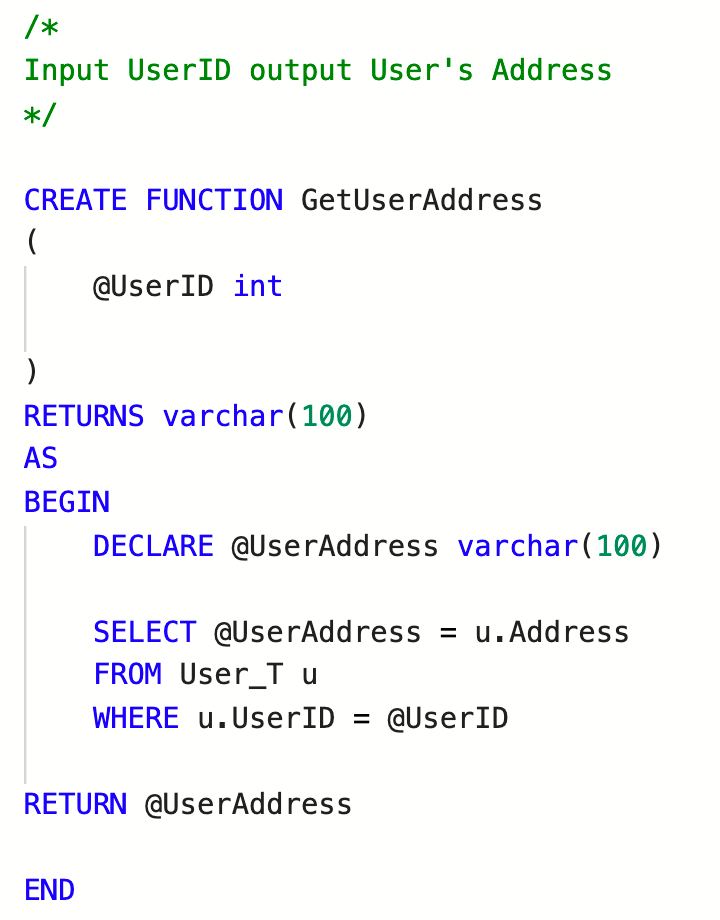 /*
Input UserID output User's Address
*/
CREATE FUNCTION GetUserAddress
(
@UserID int
)
RETURNS varchar(100)
AS
BEGIN
DECLARE @UserAddress varchar(100)
SELECT @UserAddress = u.Address
FROM User_T u
WHERE u.UserID = @UserID
RETURN @UserAddress
END